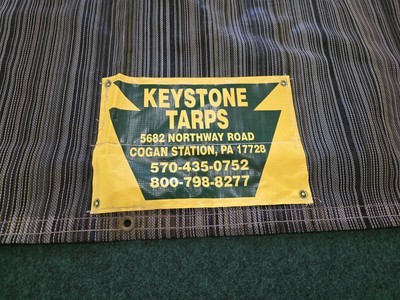 KEYSTONE
TARPS
5682 NORTHWAY ROAD
COGAN STATION, PA 17728
570-435-0752
800-798-8277